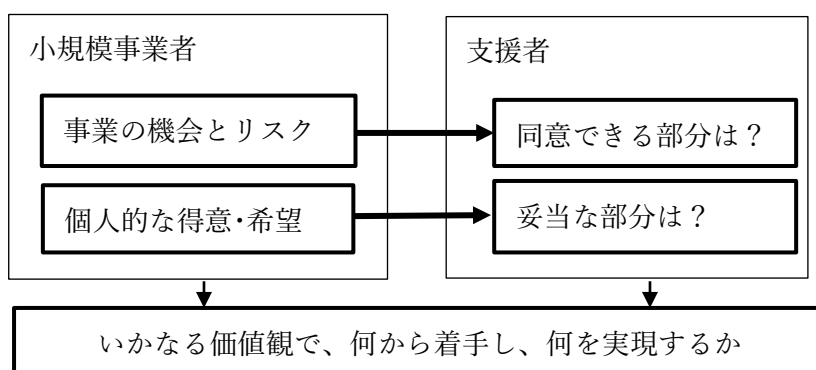 小規模事業者
支援者
事業の機会とリスク
同意できる部分は？
個人的な得意･希望
妥当な部分は？
いかなる価値観で、何から着手し、何を実現するか